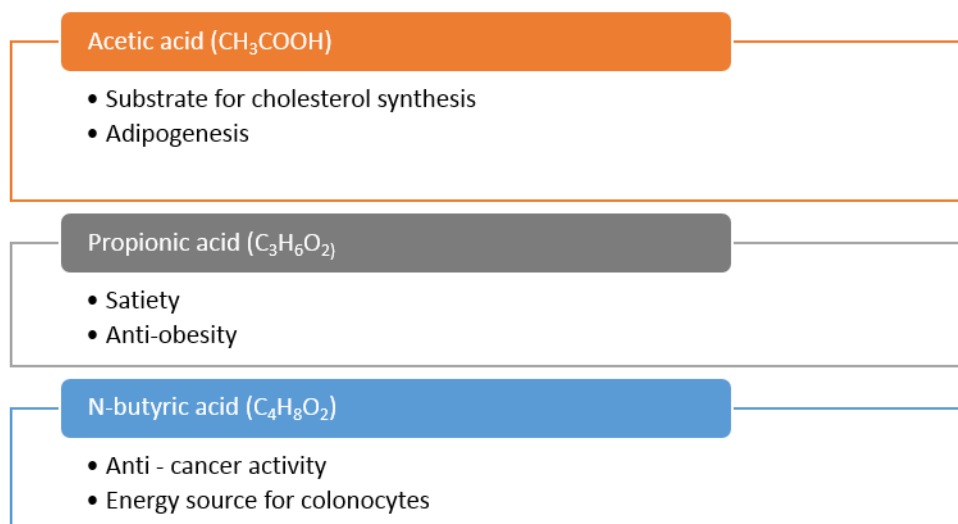 Acetic acid (CH₃COOH)
• Substrate for cholesterol synthesis
• Adipogenesis
Propionic acid (C₃H₆O₂₎
• Satiety
• Anti-obesity
N-butyric acid (C₄H₈O₂)
• Anti - cancer activity
• Energy source for colonocytes